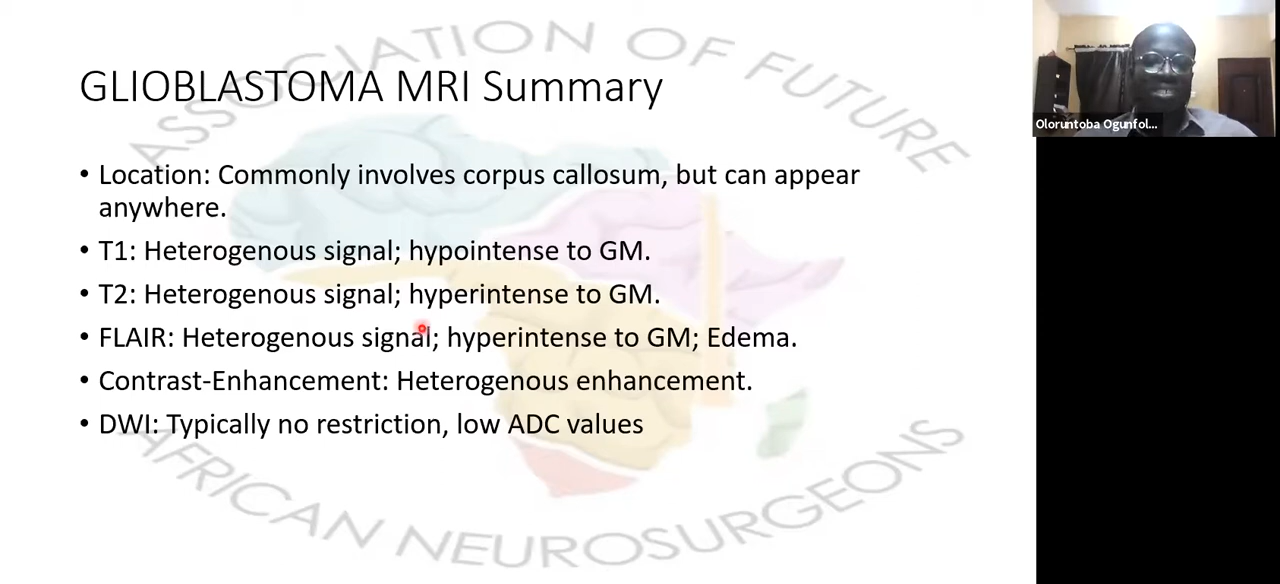 ASSOCIATION OF FUTURE
GLIOBLASTOMA MRI Summary
• Location: Commonly involves corpus callosum, but can appear
anywhere.
• T1: Heterogenous signal; hypointense to GM.
• T2: Heterogenous signal; hyperintense to GM.
• FLAIR: Heterogenous signal; hyperintense to GM; Edema.
• Contrast-Enhancement: Heterogenous enhancement.
• DWI: Typically no restriction, low ADC values
AFRICAN NEUROSURGEONS
Oloruntoba Ogunfol...